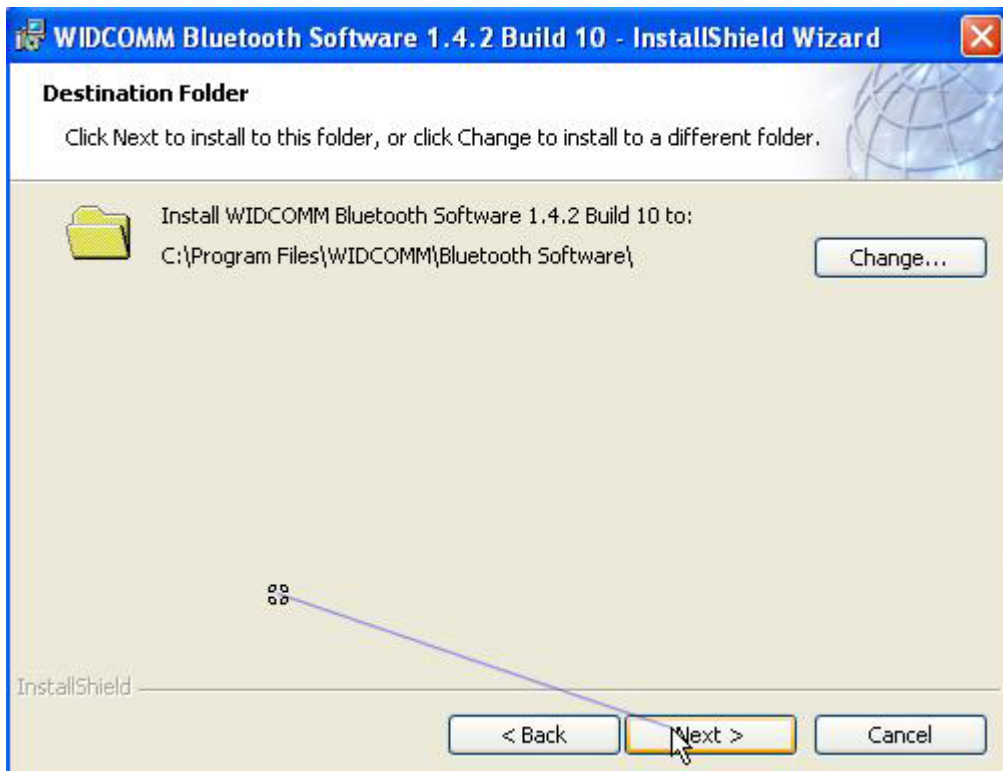 WIDCOMM Bluetooth Software 1.4.2 Build 10 - InstallShield Wizard
Destination Folder
Click Next to install to this folder, or click Change to install to a different folder.
Install WIDCOMM Bluetooth Software 1.4.2 Build 10 to:
C:\Program Files\WIDCOMM\Bluetooth Software\
Change...
InstallShield
< Back
Next >
Cancel